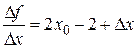 Δf/Δx = 2x₀ - 2 + Δx